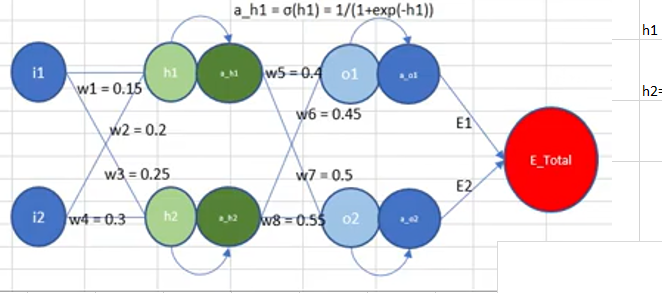 a_h1 = σ(h1) = 1/(1+exp(-h1))
h1
i1
h1
a_h1
w5 = 0.4
o1
a_o1
w1 = 0.15
h2=
w6 = 0.45
E1
w2 = 0.2
E_Total
w3 = 0.25
w7 = 0.5
E2
i2
w4 = 0.3
h2
a_h2
w8 = 0.55
o2
a_o2